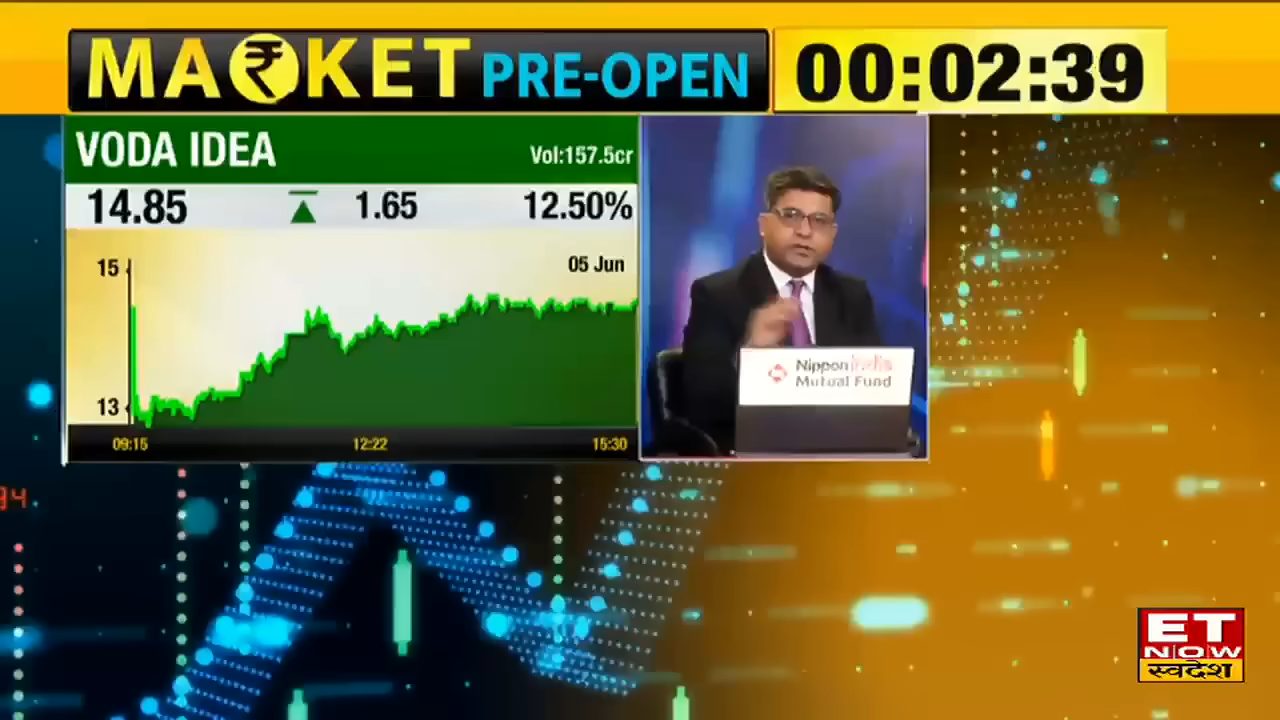 MA₹KET PRE-OPEN
00:02:39
VODA IDEA
Vol:157.5cr
14.85 1.65 12.50%
15
05 Jun
13
09:15 12:22 15:30
Nippon india
Mutual Fund
94
ET
NOW
स्वदेश